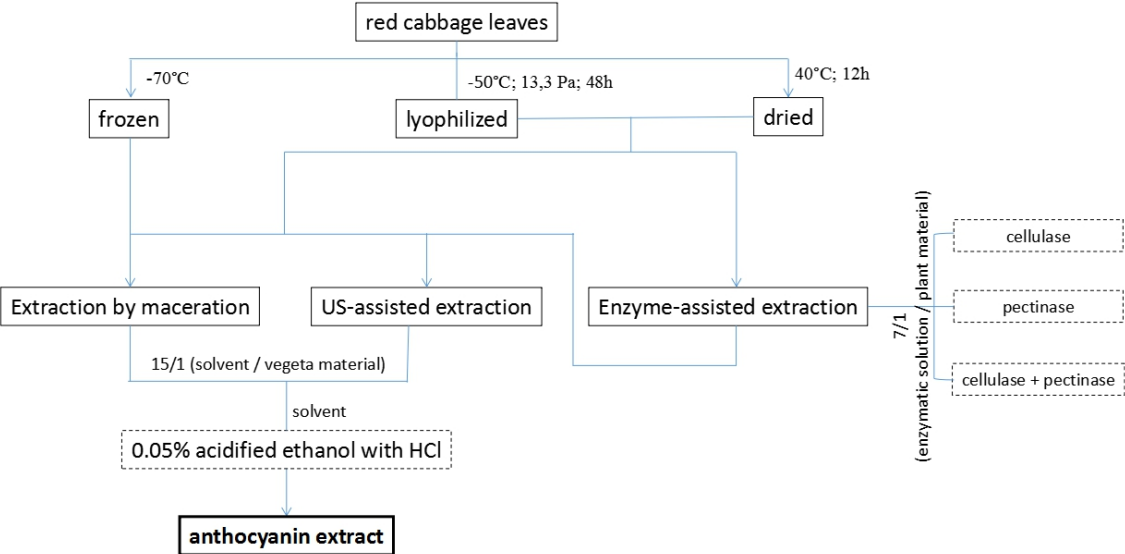 red cabbage leaves
-70°C
-50°C; 13,3 Pa; 48h
40°C; 12h
frozen
lyophilized
dried
Extraction by maceration
US-assisted extraction
Enzyme-assisted extraction
7/1
(enzymatic solution / plant material)
cellulase
pectinase
cellulase + pectinase
15/1 (solvent / vegeta material)
solvent
0.05% acidified ethanol with HCl
anthocyanin extract